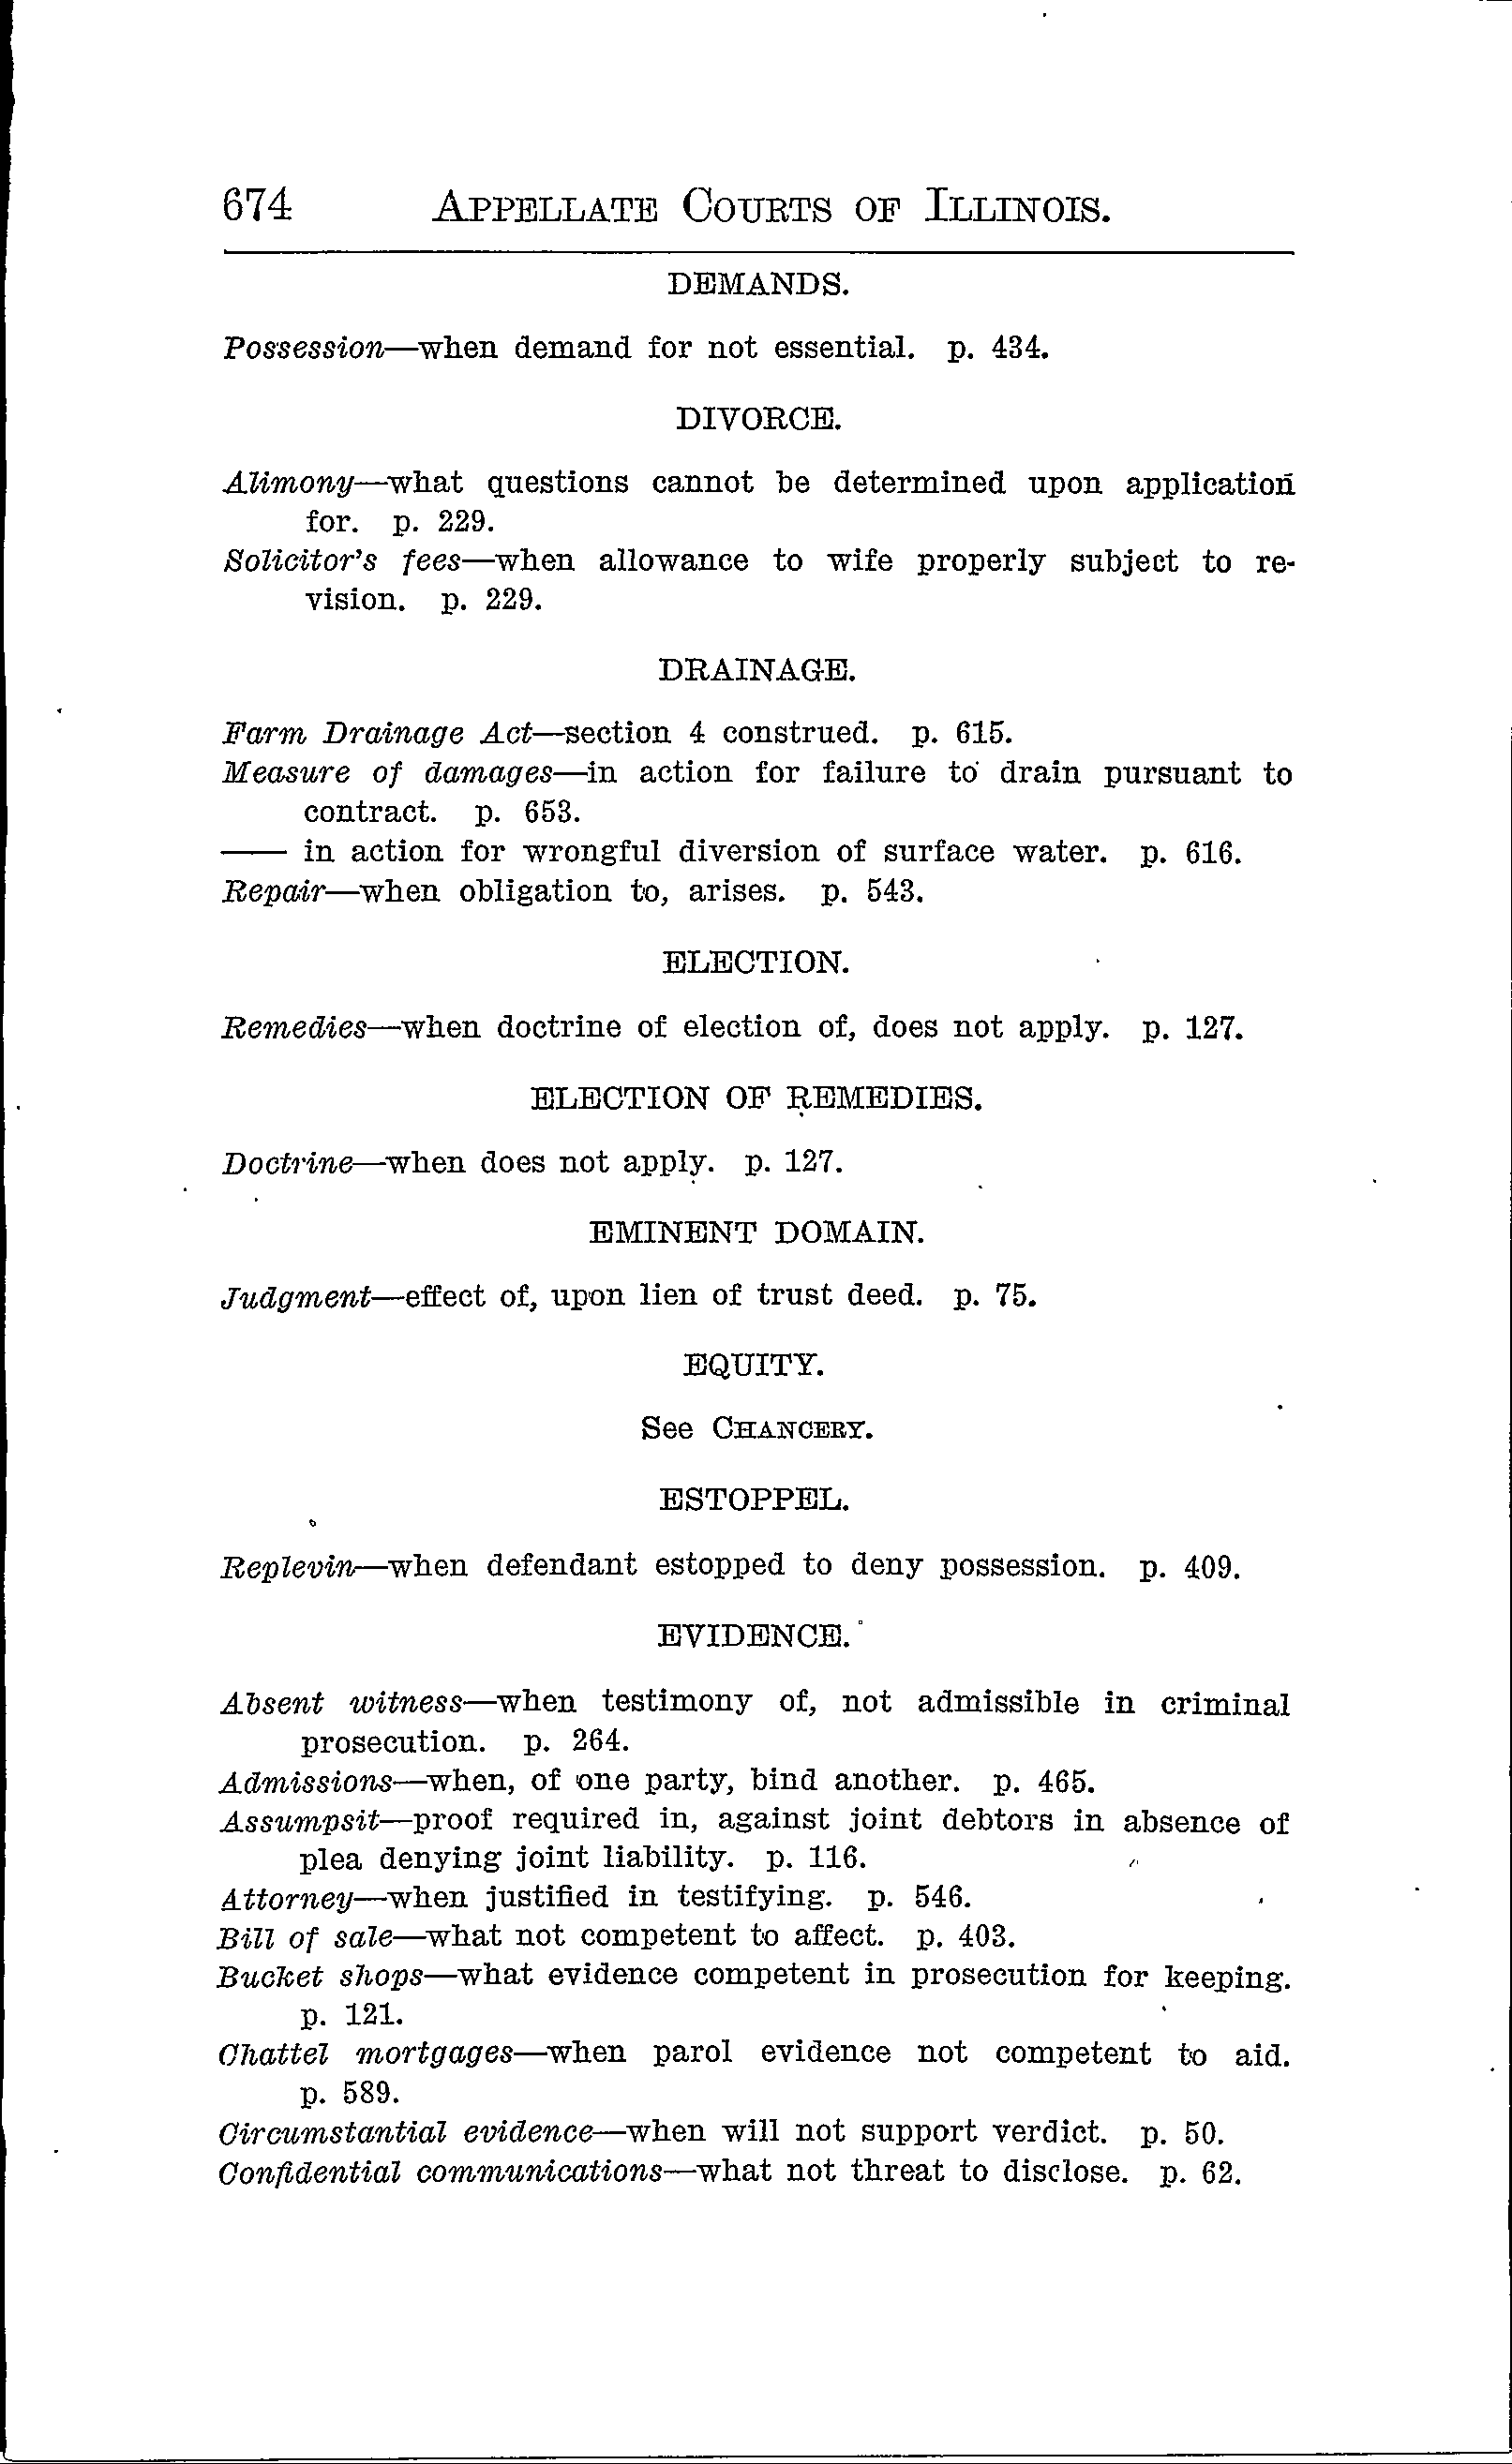 674 APPELLATE COURTS OF ILLINOIS.
DEMANDS.
Possession—when demand for not essential. p. 434.
DIVORCE.
Alimony—what questions cannot be determined upon application
for. p. 229.
Solicitor's fees—when allowance to wife properly subject to re-
vision. p. 229.
DRAINAGE.
Farm Drainage Act—section 4 construed. p. 615.
Measure of damages—in action for failure to drain pursuant to
contract. p. 653.
—— in action for wrongful diversion of surface water. p. 616.
Repair—when obligation to, arises. p. 543.
ELECTION.
Remedies—when doctrine of election of, does not apply. p. 127.
ELECTION OF REMEDIES.
Doctrine—when does not apply. p. 127.
EMINENT DOMAIN.
Judgment—effect of, upon lien of trust deed. p. 75.
EQUITY.
See CHANCERY.
ESTOPPEL.
Replevin—when defendant estopped to deny possession. p. 409.
EVIDENCE.
Absent witness—when testimony of, not admissible in criminal
prosecution. p. 264.
Admissions—when, of one party, bind another. p. 465.
Assumpsit—proof required in, against joint debtors in absence of
plea denying joint liability. p. 116.
Attorney—when justified in testifying. p. 546.
Bill of sale—what not competent to affect. p. 403.
Bucket shops—what evidence competent in prosecution for keeping.
p. 121.
Chattel mortgages—when parol evidence not competent to aid.
p. 589.
Circumstantial evidence—when will not support verdict. p. 50.
Confidential communications—what not threat to disclose. p. 62.